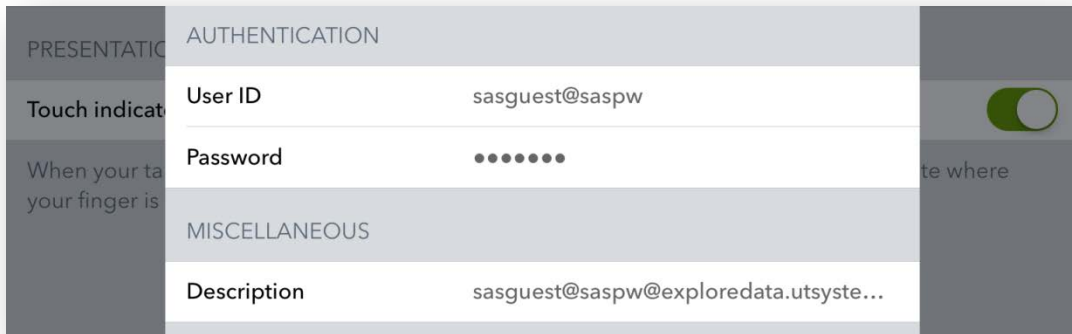 AUTHENTICATION
User ID sasguest@saspw
Password
MISCELLANEOUS
Description sasguest@saspw@exploredata.utsyste...
PRESENTATIC
Touch indicat
When your ta te where
your finger is